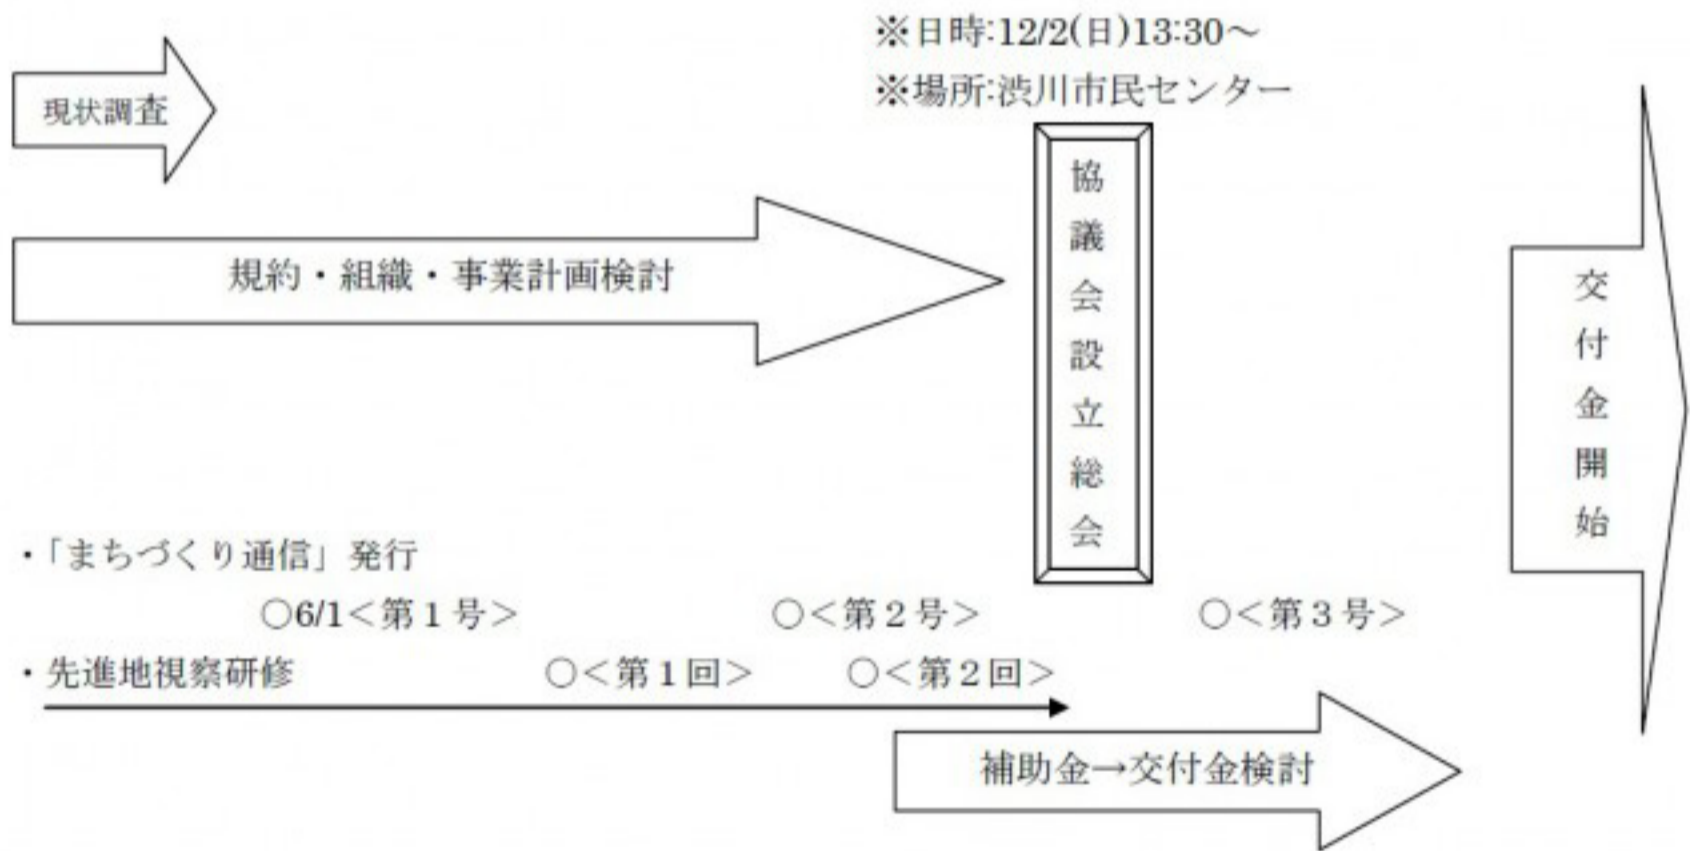 ※日時:12/2(日)13:30～
※場所:渋川市民センター
現状調査
規約・組織・事業計画検討
協議会設立総会
交付金開始
・「まちづくり通信」発行
○6/1＜第１号＞ ○＜第２号＞ ○＜第３号＞
・先進地視察研修 ○＜第１回＞ ○＜第２回＞
補助金→交付金検討